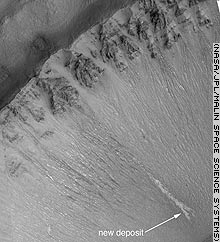 new deposit
(NASA/JPL/MALIN SPACE SCIENCE SYSTEMS)